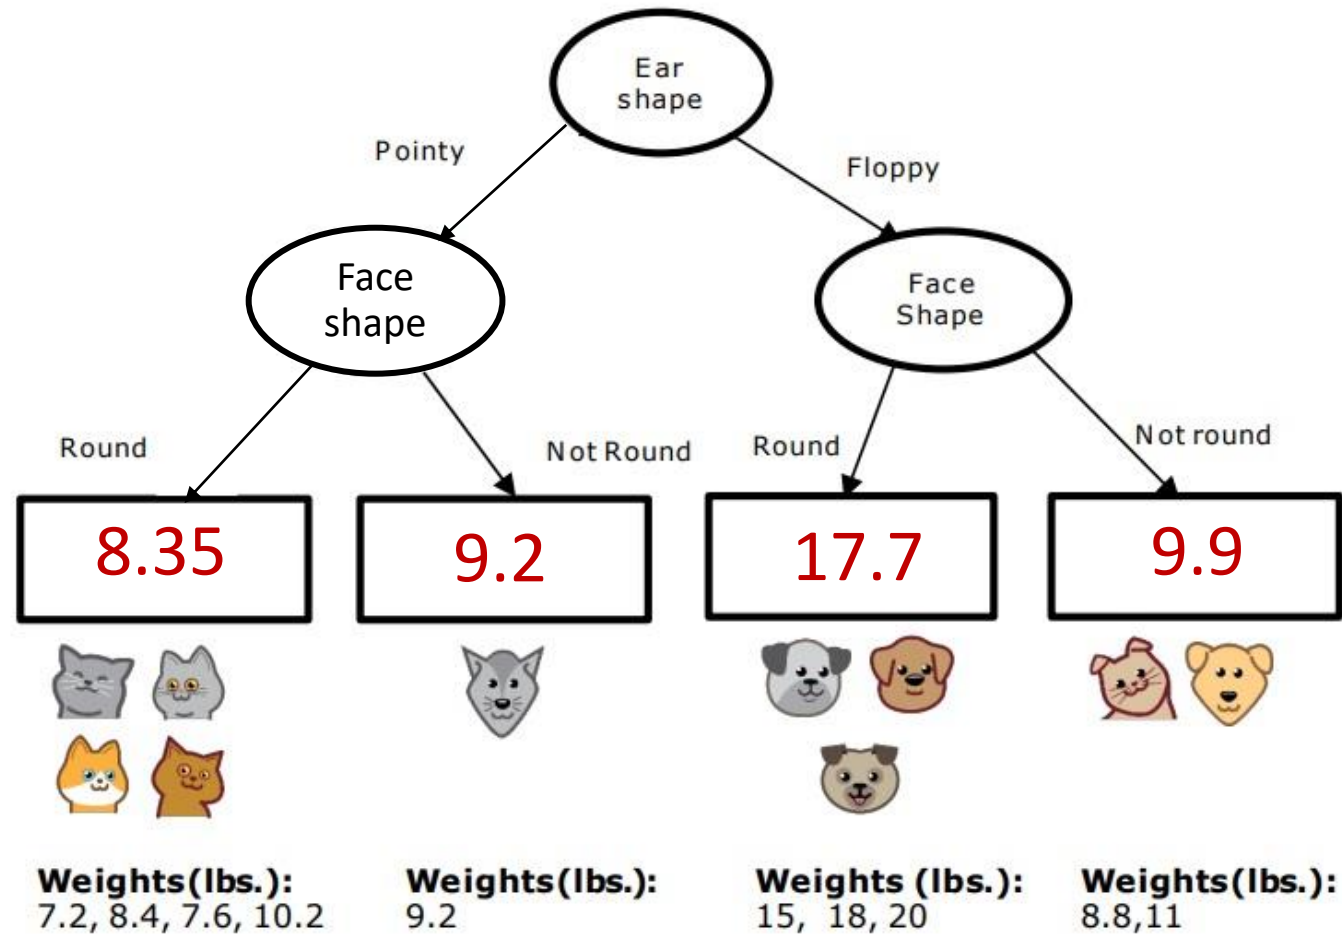 Ear
shape
Pointy
Floppy
Face
shape
Face
Shape
Round
Not Round
Round
Not round
8.35
9.2
17.7
9.9
Weights(lbs.):
7.2, 8.4, 7.6, 10.2
Weights(lbs.):
9.2
Weights (lbs.):
15, 18,20
Weights(lbs.):
8.8,11